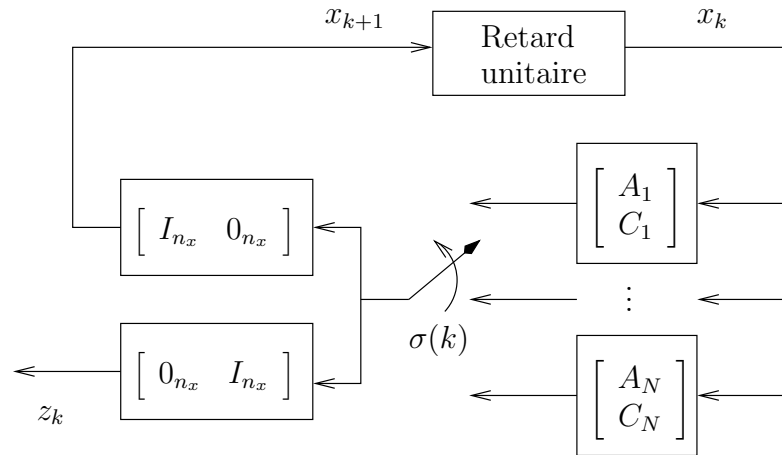 x_{k+1}
x_k
Retard
unitaire
[ A_1
C_1 ]
[ I_{n_x} 0_{n_x} ]
⋮
σ(k)
[ 0_{n_x} I_{n_x} ]
[ A_N
C_N ]
z_k